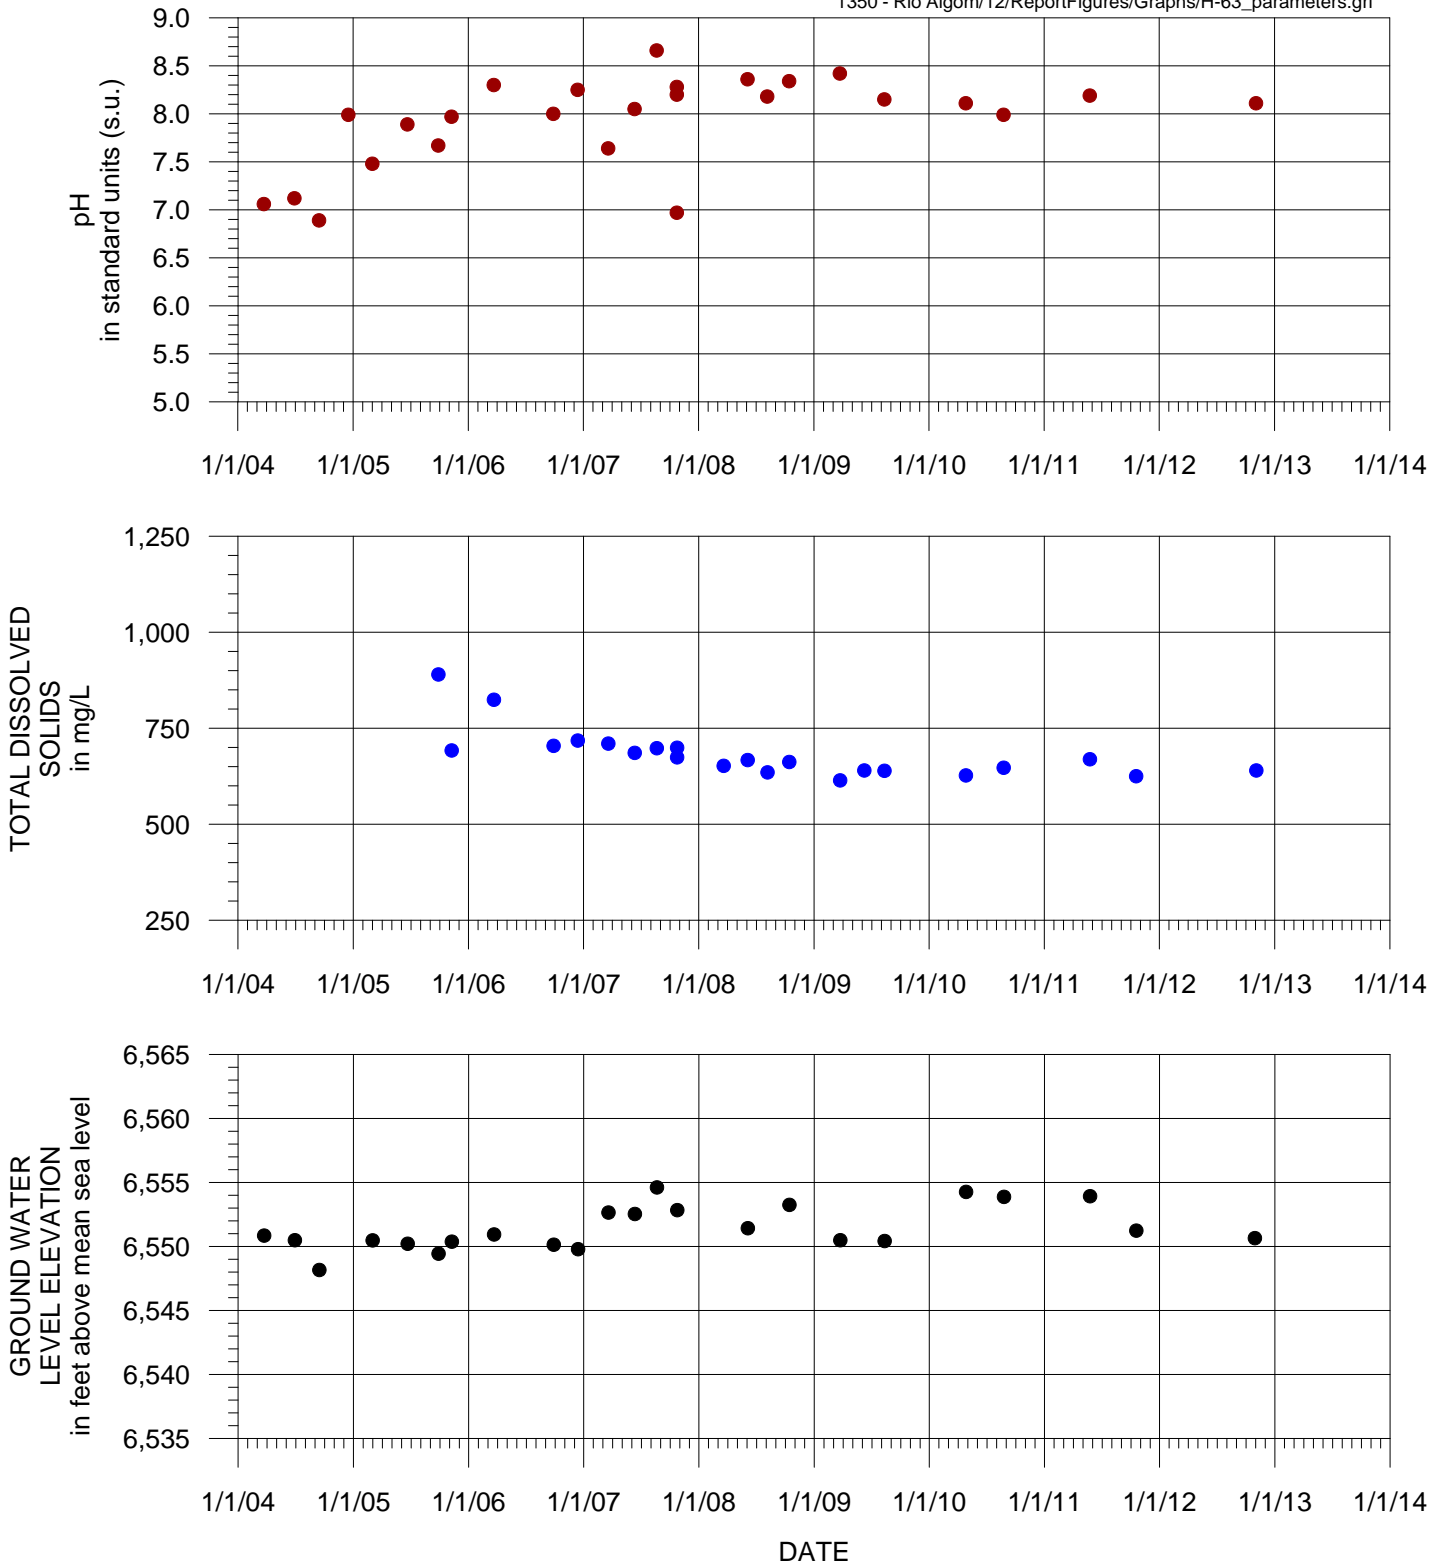 1350 - Rio Algom/12/ReportFigures/Graphs/H-63_parameters.grf
9.0
8.5
8.0
7.5
7.0
6.5
6.0
5.5
5.0
pH
in standard units (s.u.)
1/1/04 1/1/05 1/1/06 1/1/07 1/1/08 1/1/09 1/1/10 1/1/11 1/1/12 1/1/13 1/1/14
1,250
1,000
750
500
250
TOTAL DISSOLVED
SOLIDS
in mg/L
1/1/04 1/1/05 1/1/06 1/1/07 1/1/08 1/1/09 1/1/10 1/1/11 1/1/12 1/1/13 1/1/14
6,565
6,560
6,555
6,550
6,545
6,540
6,535
GROUND WATER
LEVEL ELEVATION
in feet above mean sea level
1/1/04 1/1/05 1/1/06 1/1/07 1/1/08 1/1/09 1/1/10 1/1/11 1/1/12 1/1/13 1/1/14
DATE